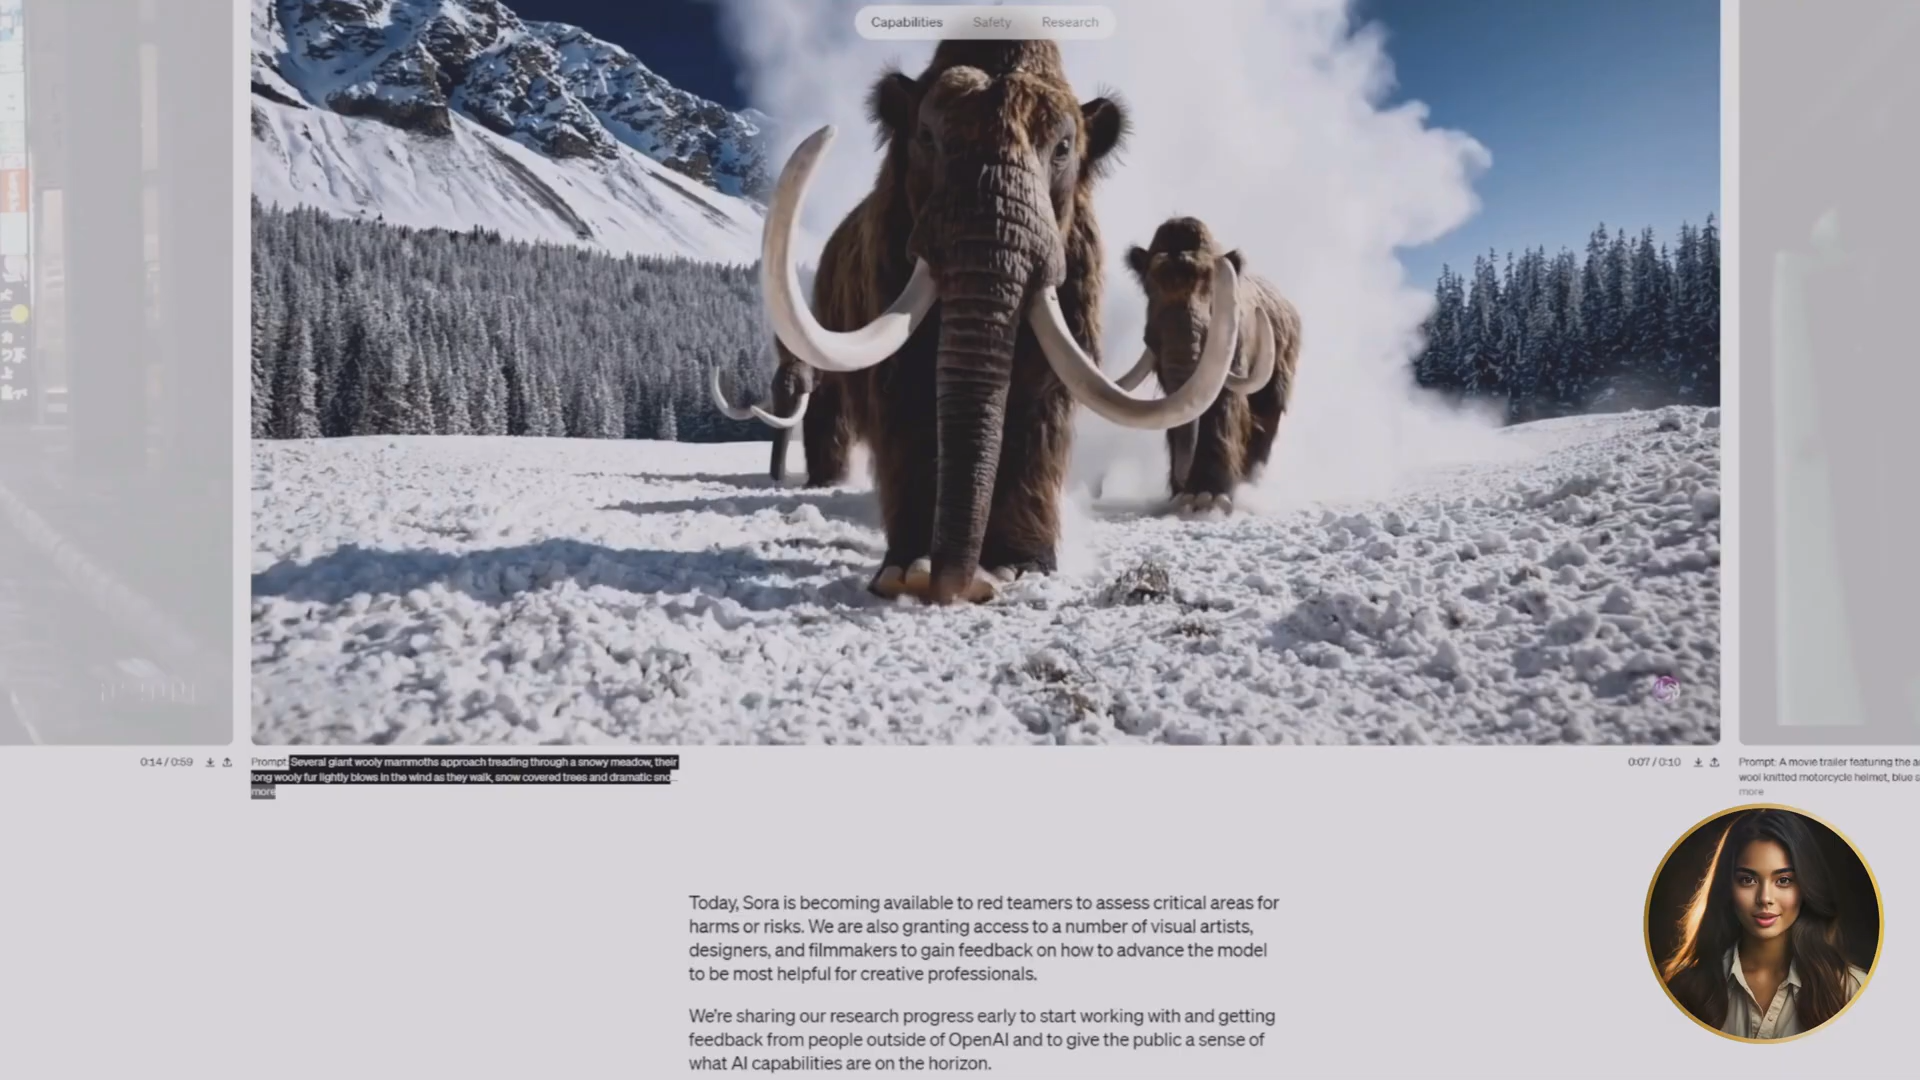 Capabilities Safety Research
0:14 / 0:59
Prompt: Several giant wooly mammoths approach treading through a snowy meadow, their
long wooly fur lightly blows in the wind as they walk, snow covered trees and dramatic sno...
more
0:07 / 0:10
Prompt: A movie trailer featuring the a
wool knitted motorcycle helmet, blue s
more
Today, Sora is becoming available to red teamers to assess critical areas for
harms or risks. We are also granting access to a number of visual artists,
designers, and filmmakers to gain feedback on how to advance the model
to be most helpful for creative professionals.
We're sharing our research progress early to start working with and getting
feedback from people outside of OpenAI and to give the public a sense of
what AI capabilities are on the horizon.